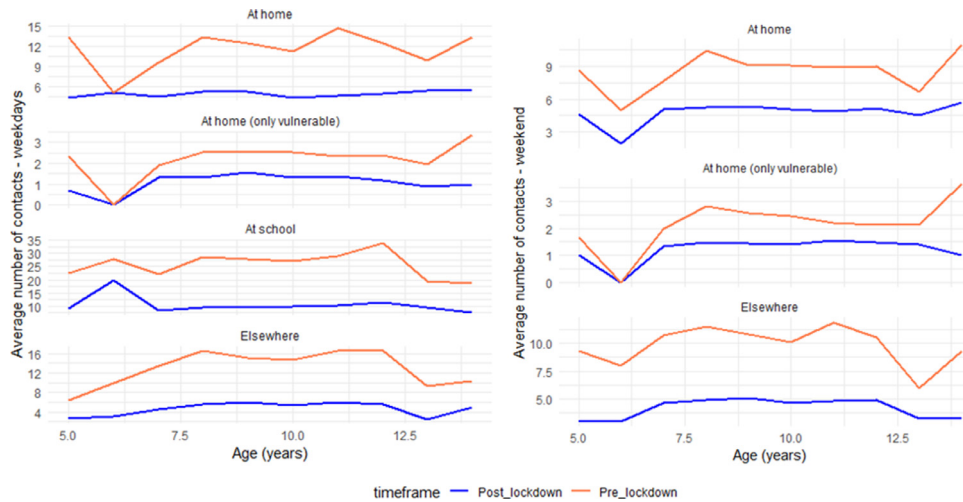 Average number of contacts - weekdays
At home
15
12
9
6
At home (only vulnerable)
3
2
1
0
At school
35
30
25
20
15
10
Elsewhere
16
12
8
4
5.0 7.5 10.0 12.5
Age (years)
Average number of contacts - weekend
At home
9
6
3
At home (only vulnerable)
3
2
1
0
Elsewhere
10.0
7.5
5.0
5.0 7.5 10.0 12.5
Age (years)
timeframe Post_lockdown Pre_lockdown